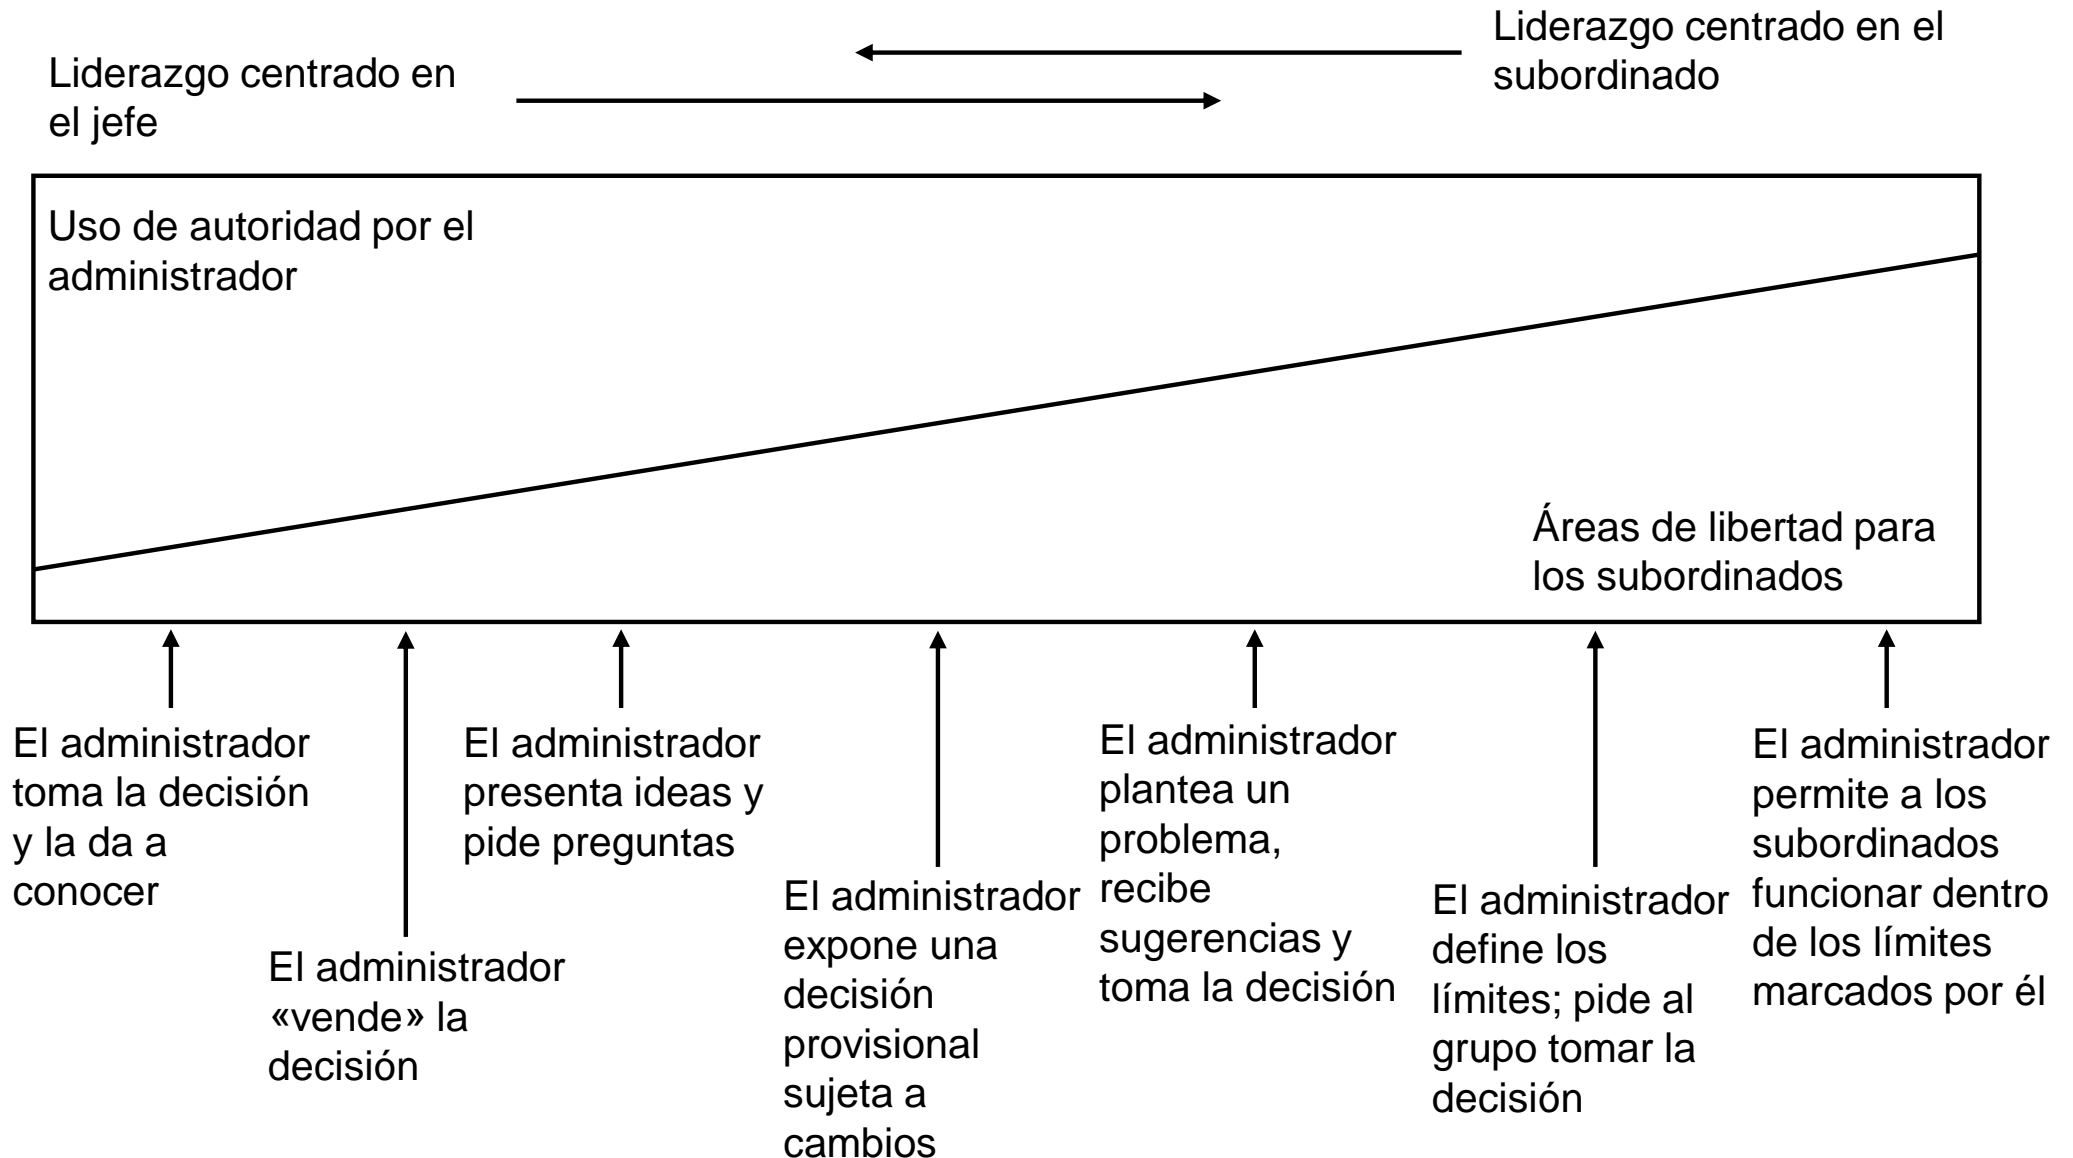 Liderazgo centrado en
el jefe
Liderazgo centrado en el
subordinado
Uso de autoridad por el
administrador
Áreas de libertad para
los subordinados
El administrador
toma la decisión
y la da a
conocer
El administrador
«vende» la
decisión
El administrador
presenta ideas y
pide preguntas
El administrador
expone una
decisión
provisional
sujeta a
cambios
El administrador
plantea un
problema,
recibe
sugerencias y
toma la decisión
El administrador
define los
límites; pide al
grupo tomar la
decisión
El administrador
permite a los
subordinados
funcionar dentro
de los límites
marcados por él